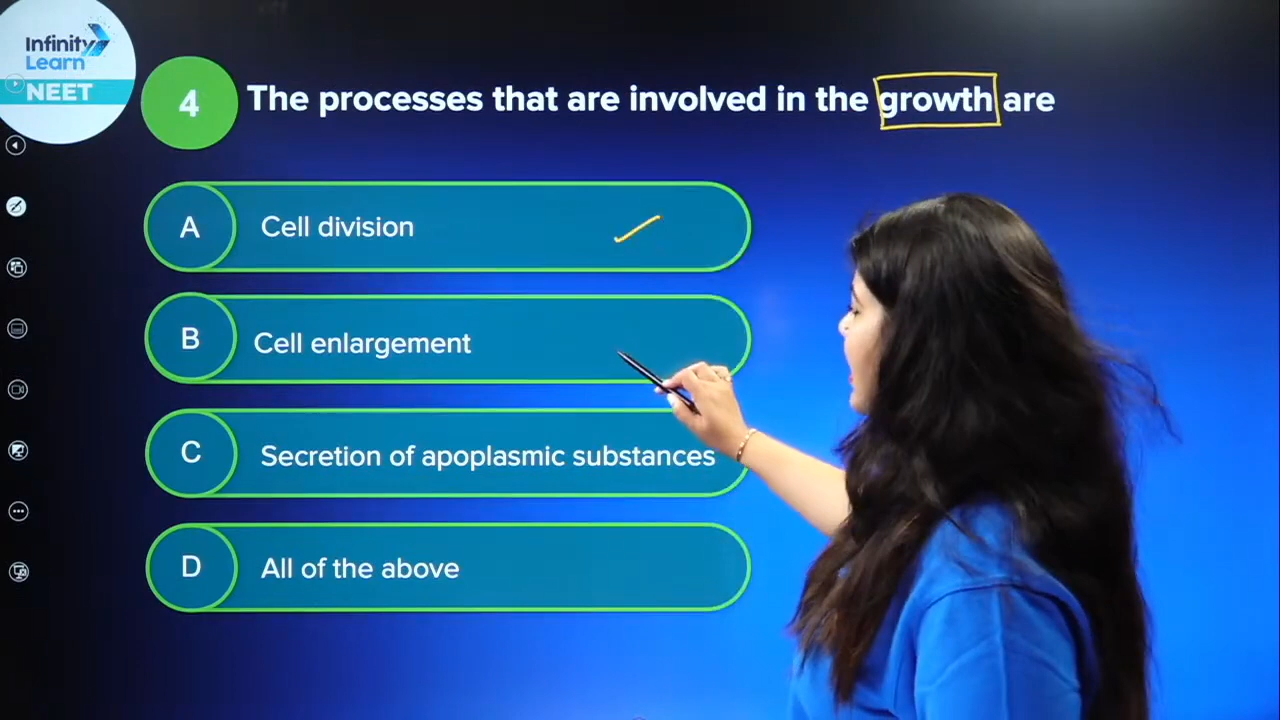 Infinity
Learn
NEET
4
The processes that are involved in the growth are
A
Cell division
B
Cell enlargement
C
Secretion of apoplasmic substances
D
All of the above